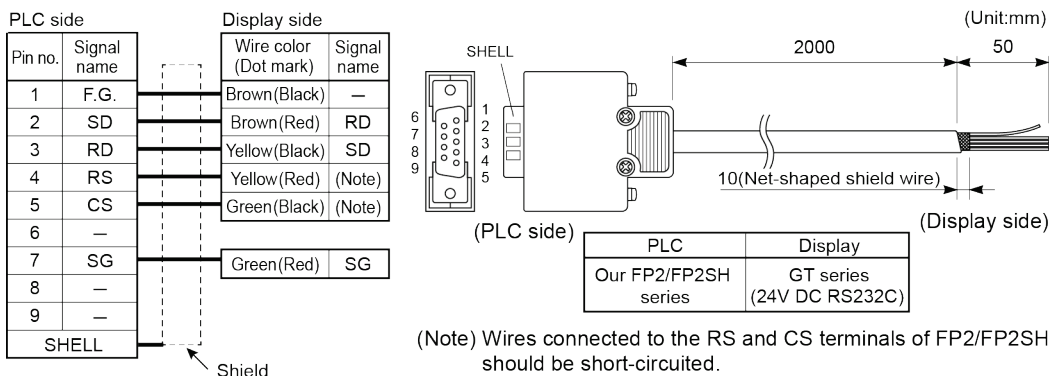 PLC side
Display side
Pin no. Signal name
Wire color (Dot mark) Signal name
1 F.G. Brown(Black) —
2 SD Brown(Red) RD
3 RD Yellow(Black) SD
4 RS Yellow(Red) (Note)
5 CS Green(Black) (Note)
6 —
7 SG Green(Red) SG
8 —
9 —
SHELL
Shield
(Unit:mm)
SHELL
2000
50
6
7
8
9
1
2
3
4
5
10(Net-shaped shield wire)
(PLC side)
(Display side)
PLC Display
Our FP2/FP2SH series
GT series (24V DC RS232C)
(Note) Wires connected to the RS and CS terminals of FP2/FP2SH
should be short-circuited.